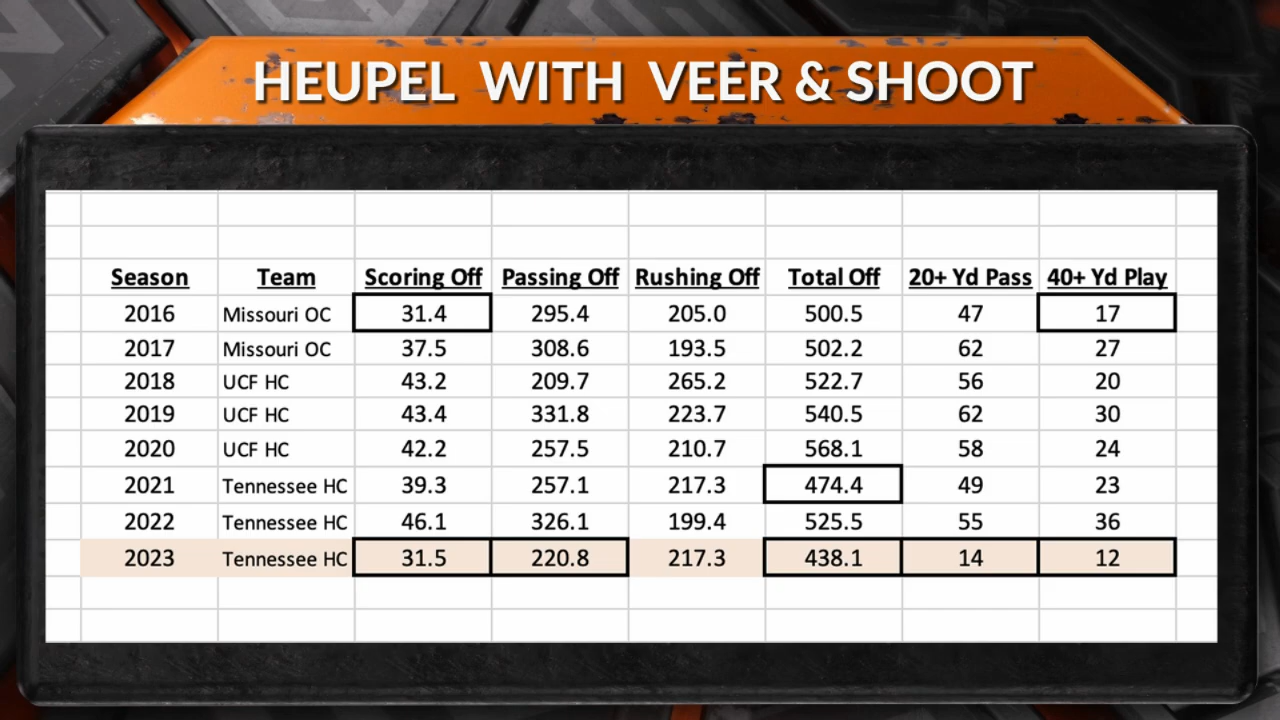 HEUPEL WITH VEER & SHOOT
Season Team Scoring Off Passing Off Rushing Off Total Off 20+ Yd Pass 40+ Yd Play
2016 Missouri OC 31.4 295.4 205.0 500.5 47 17
2017 Missouri OC 37.5 308.6 193.5 502.2 62 27
2018 UCF HC 43.2 209.7 265.2 522.7 56 20
2019 UCF HC 43.4 331.8 223.7 540.5 62 30
2020 UCF HC 42.2 257.5 210.7 568.1 58 24
2021 Tennessee HC 39.3 257.1 217.3 474.4 49 23
2022 Tennessee HC 46.1 326.1 199.4 525.5 55 36
2023 Tennessee HC 31.5 220.8 217.3 438.1 14 12